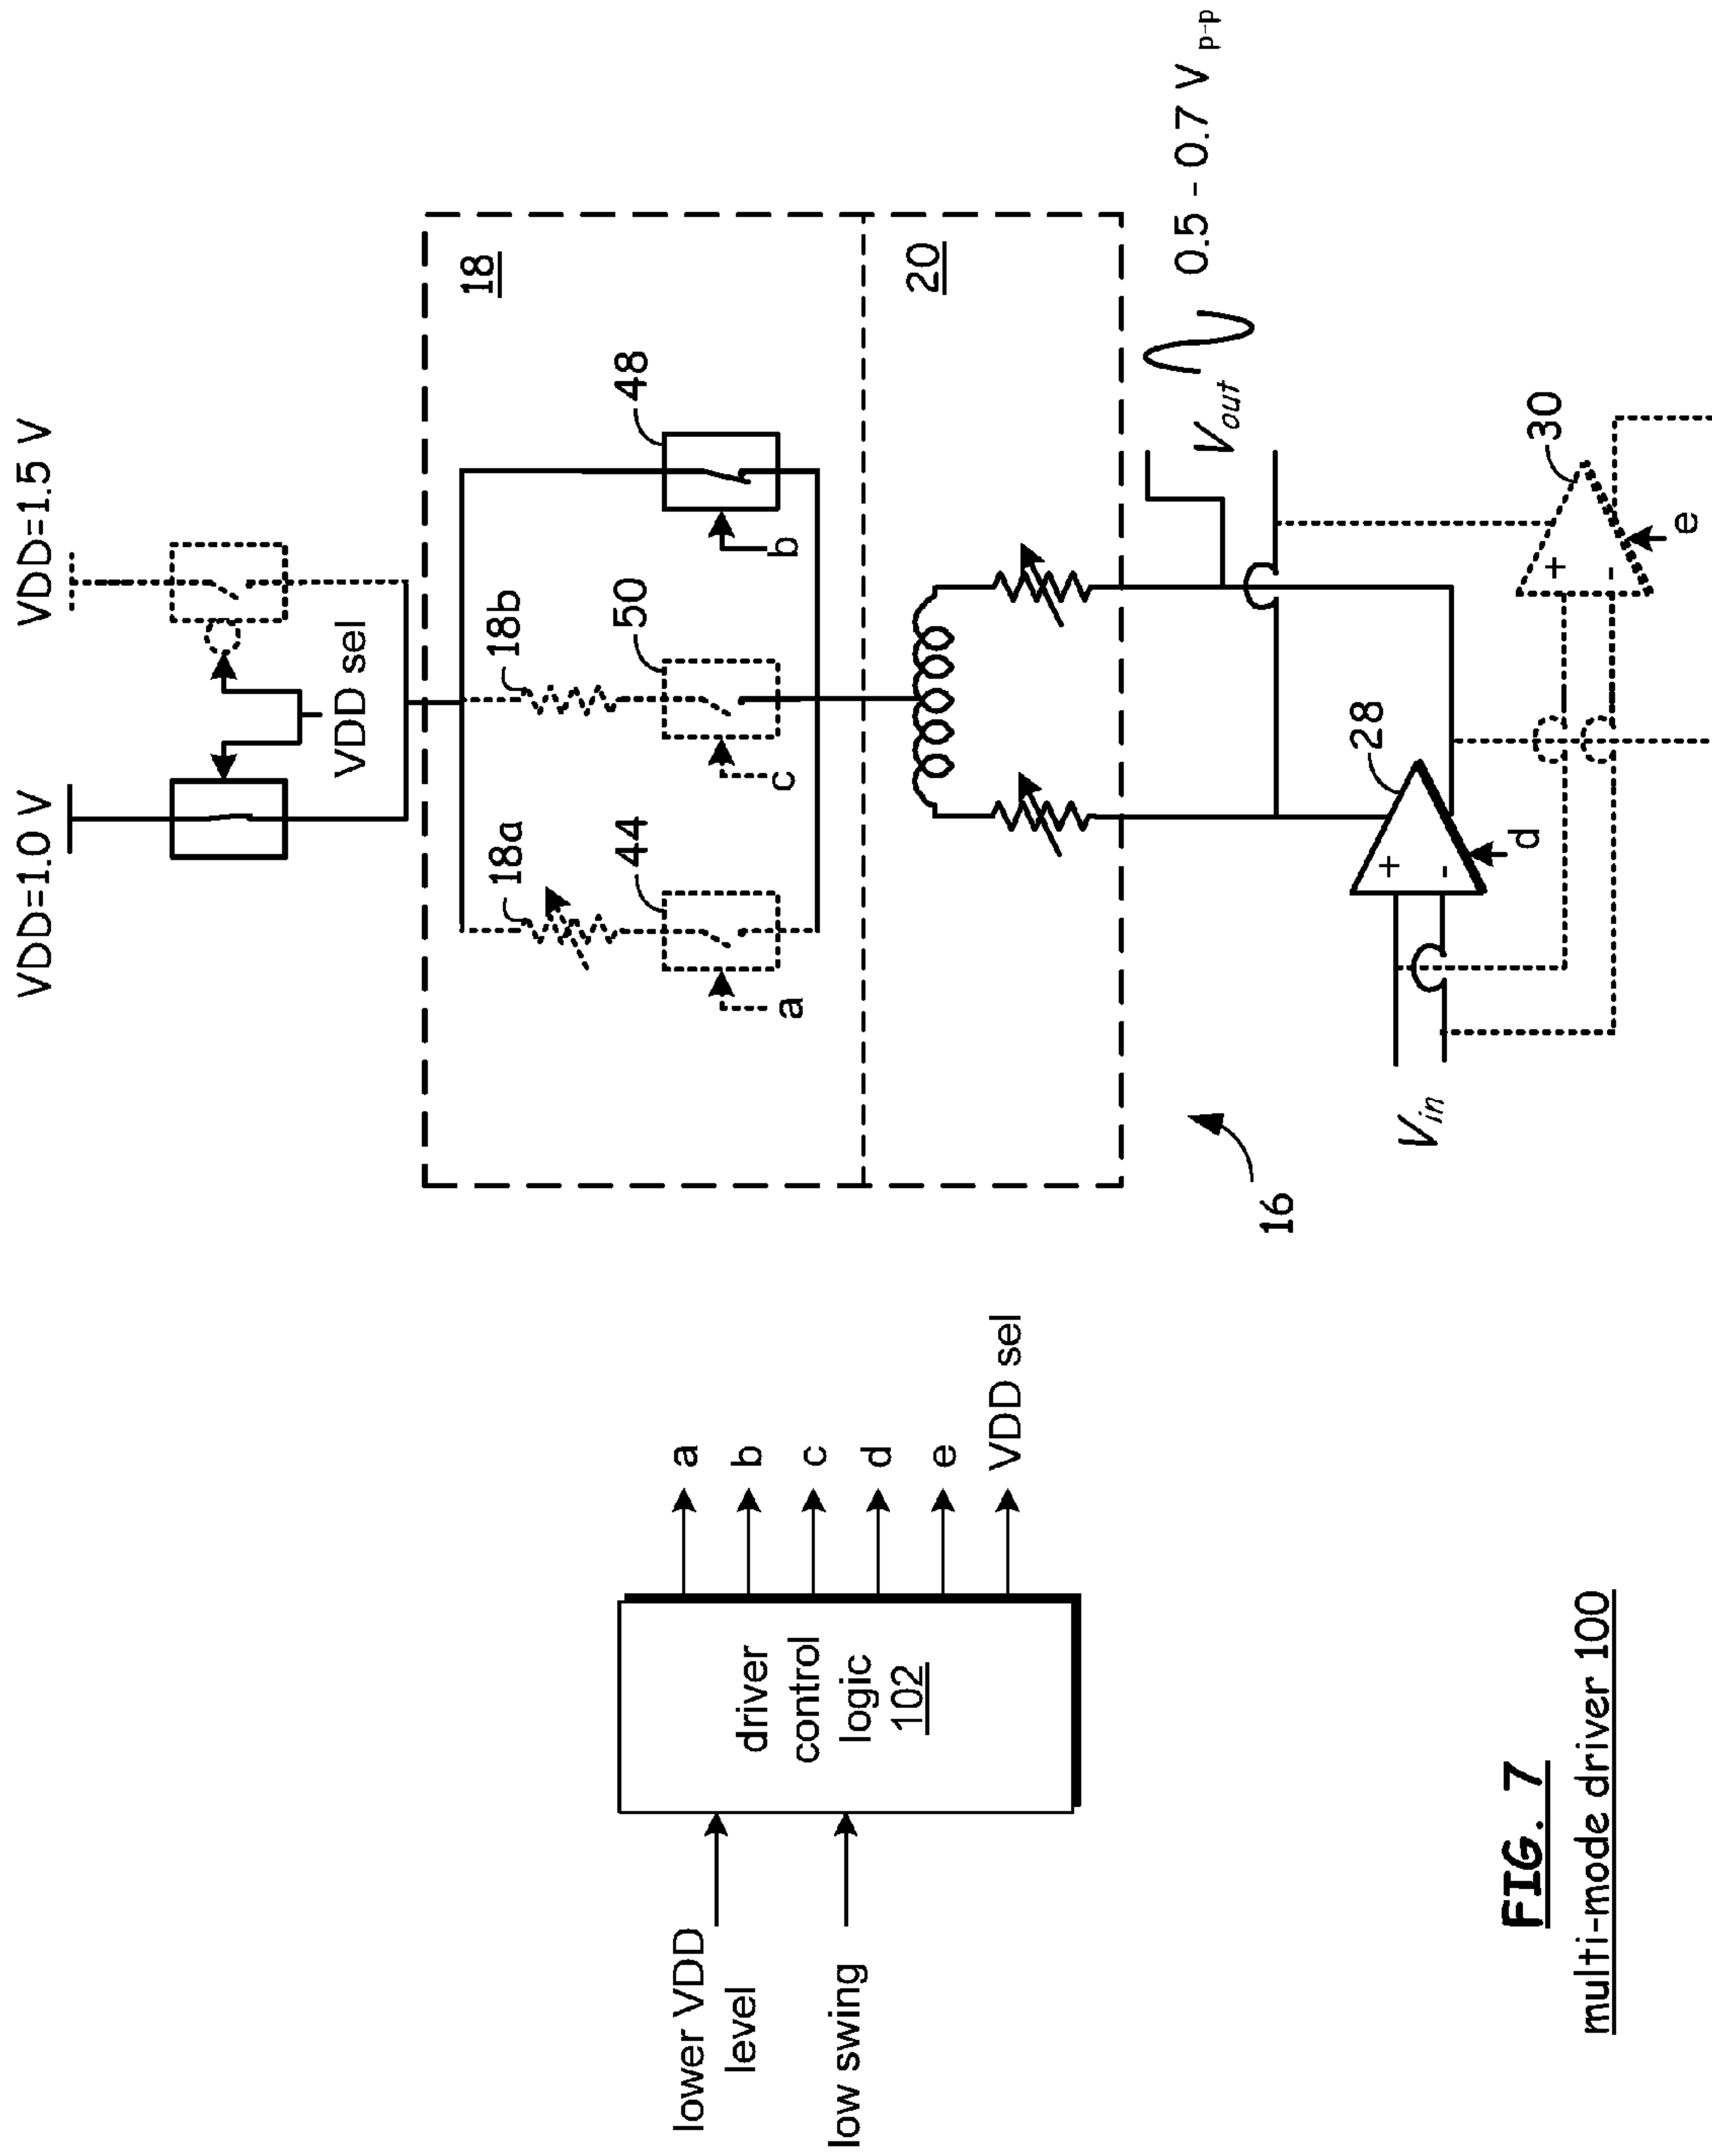 VDD=1.0 V
VDD=1.5 V
VDD sel
18
18a
18b
44
50
48
a
c
b
20
16
Vout
0.5 - 0.7 V p-p
Vin
+
-
28
d
+
-
30
e
lower VDD
level
low swing
driver
control
logic
102
a
b
c
d
e
VDD sel
FIG. 7
multi-mode driver 100